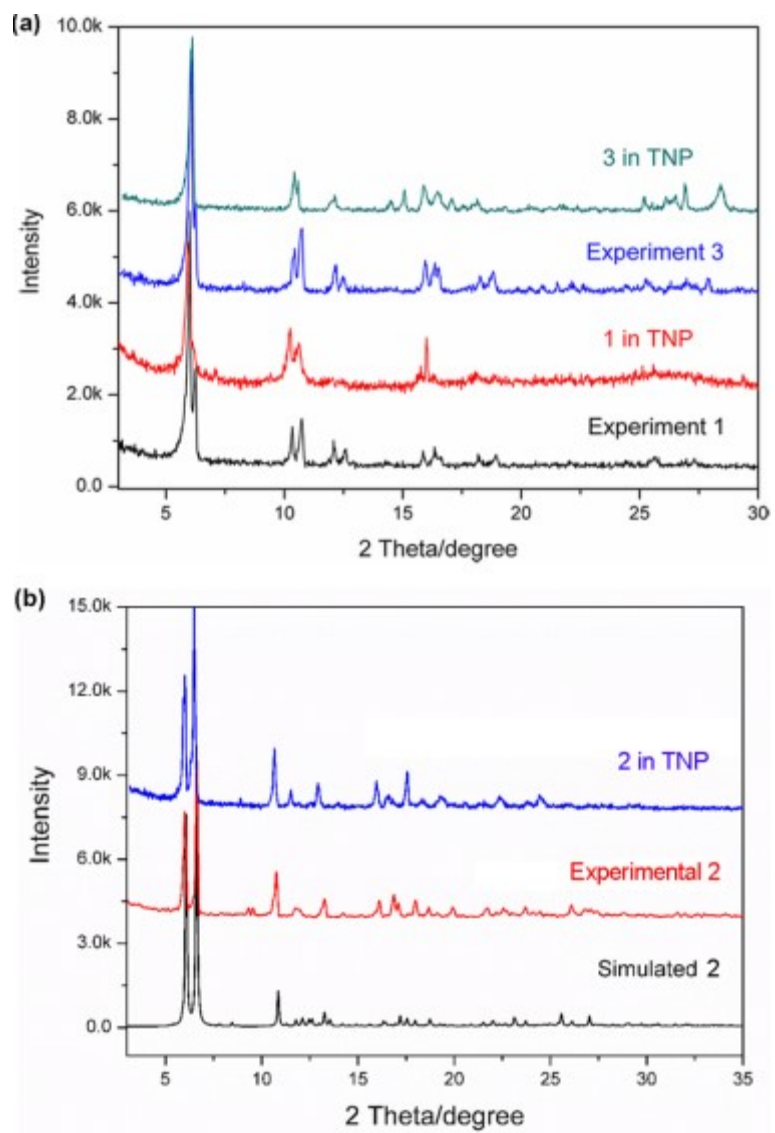 (a)
10.0k
8.0k
6.0k
4.0k
2.0k
0.0
Intensity
3 in TNP
Experiment 3
1 in TNP
Experiment 1
5 10 15 20 25 30
2 Theta/degree
(b)
15.0k
12.0k
9.0k
6.0k
3.0k
0.0
Intensity
2 in TNP
Experimental 2
Simulated 2
5 10 15 20 25 30 35
2 Theta/degree